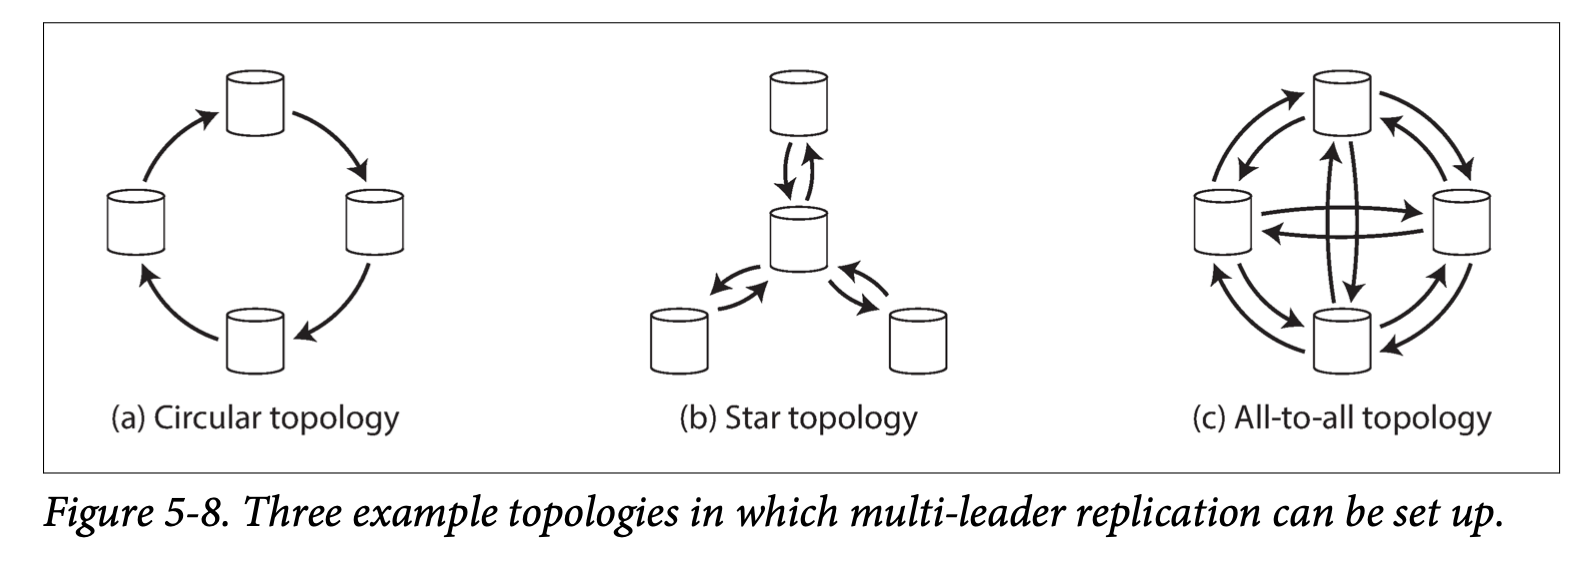 (a) Circular topology
(b) Star topology
(c) All-to-all topology
Figure 5-8. Three example topologies in which multi-leader replication can be set up.